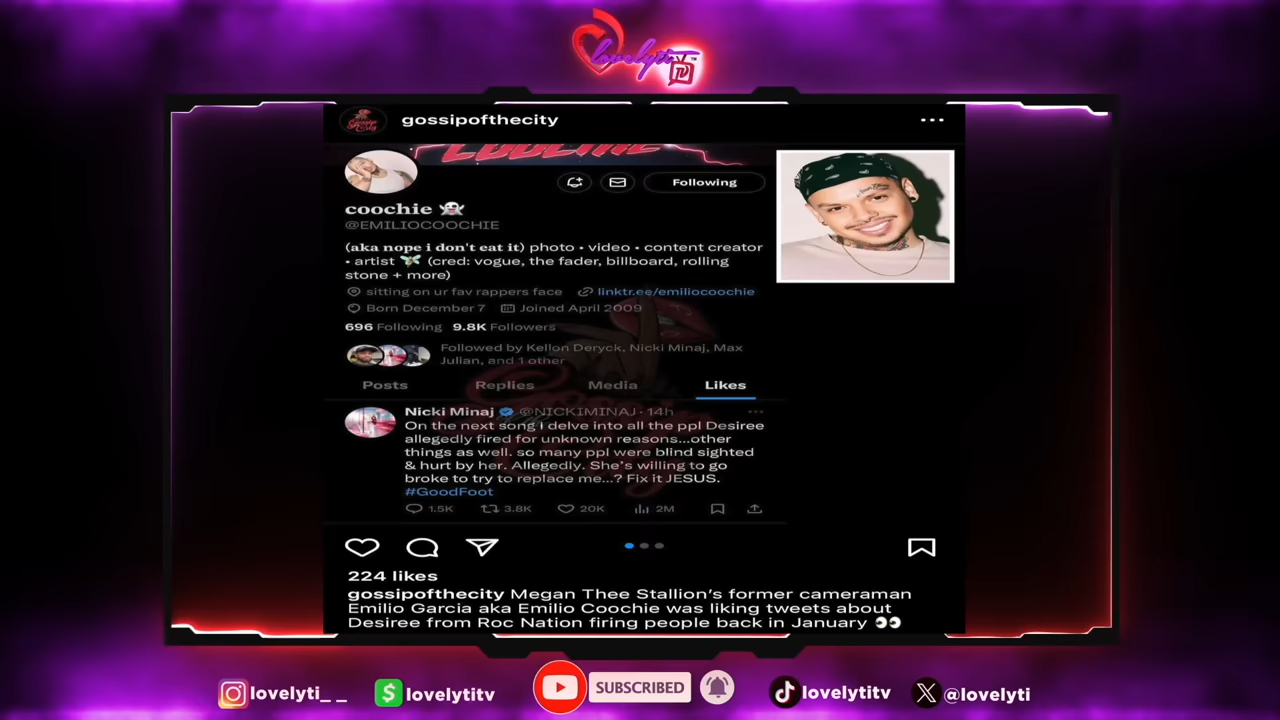 lovelyti TV
gossipofthecity
Following
coochie 👻
@EMILIOCOOCHIE
(aka nope i don't eat it) photo • video • content creator
• artist (cred: vogue, the fader, billboard, rolling
stone + more)
sitting on ur fav rappers face linktr.ee/emiliocoochie
Born December 7 Joined April 2009
696 Following 9.8K Followers
Followed by Kellon Deryck, Nicki Minaj, Max
Julian, and 1 other
Posts Replies Media Likes
Nicki Minaj @NICKIMINAJ · 14h
On the next song i delve into all the ppl Desiree
allegedly fired for unknown reasons...other
things as well. so many ppl were blind sighted
& hurt by her. Allegedly. She's willing to go
broke to try to replace me...? Fix it JESUS.
#GoodFoot
1.5K 3.8K 20K 2M
224 likes
gossipofthecity Megan Thee Stallion's former cameraman
Emilio Garcia aka Emilio Coochie was liking tweets about
Desiree from Roc Nation firing people back in January 👀
lovelyti_ _ lovelytitv SUBSCRIBED lovelytitv @lovelyti